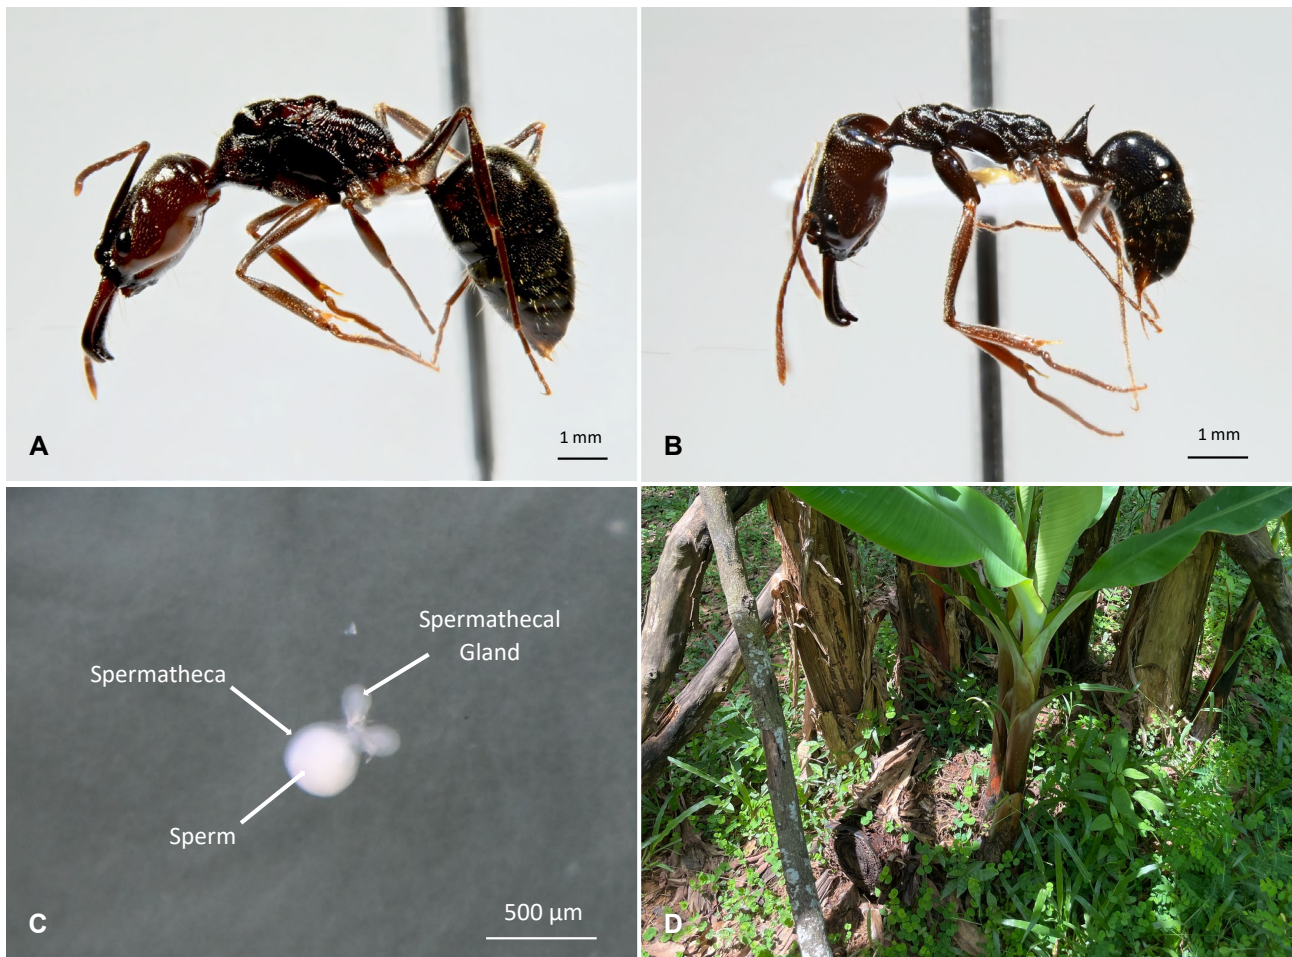 A
1 mm
B
1 mm
Spermathecal
Gland
Spermatheca
Sperm
500 µm
C
D